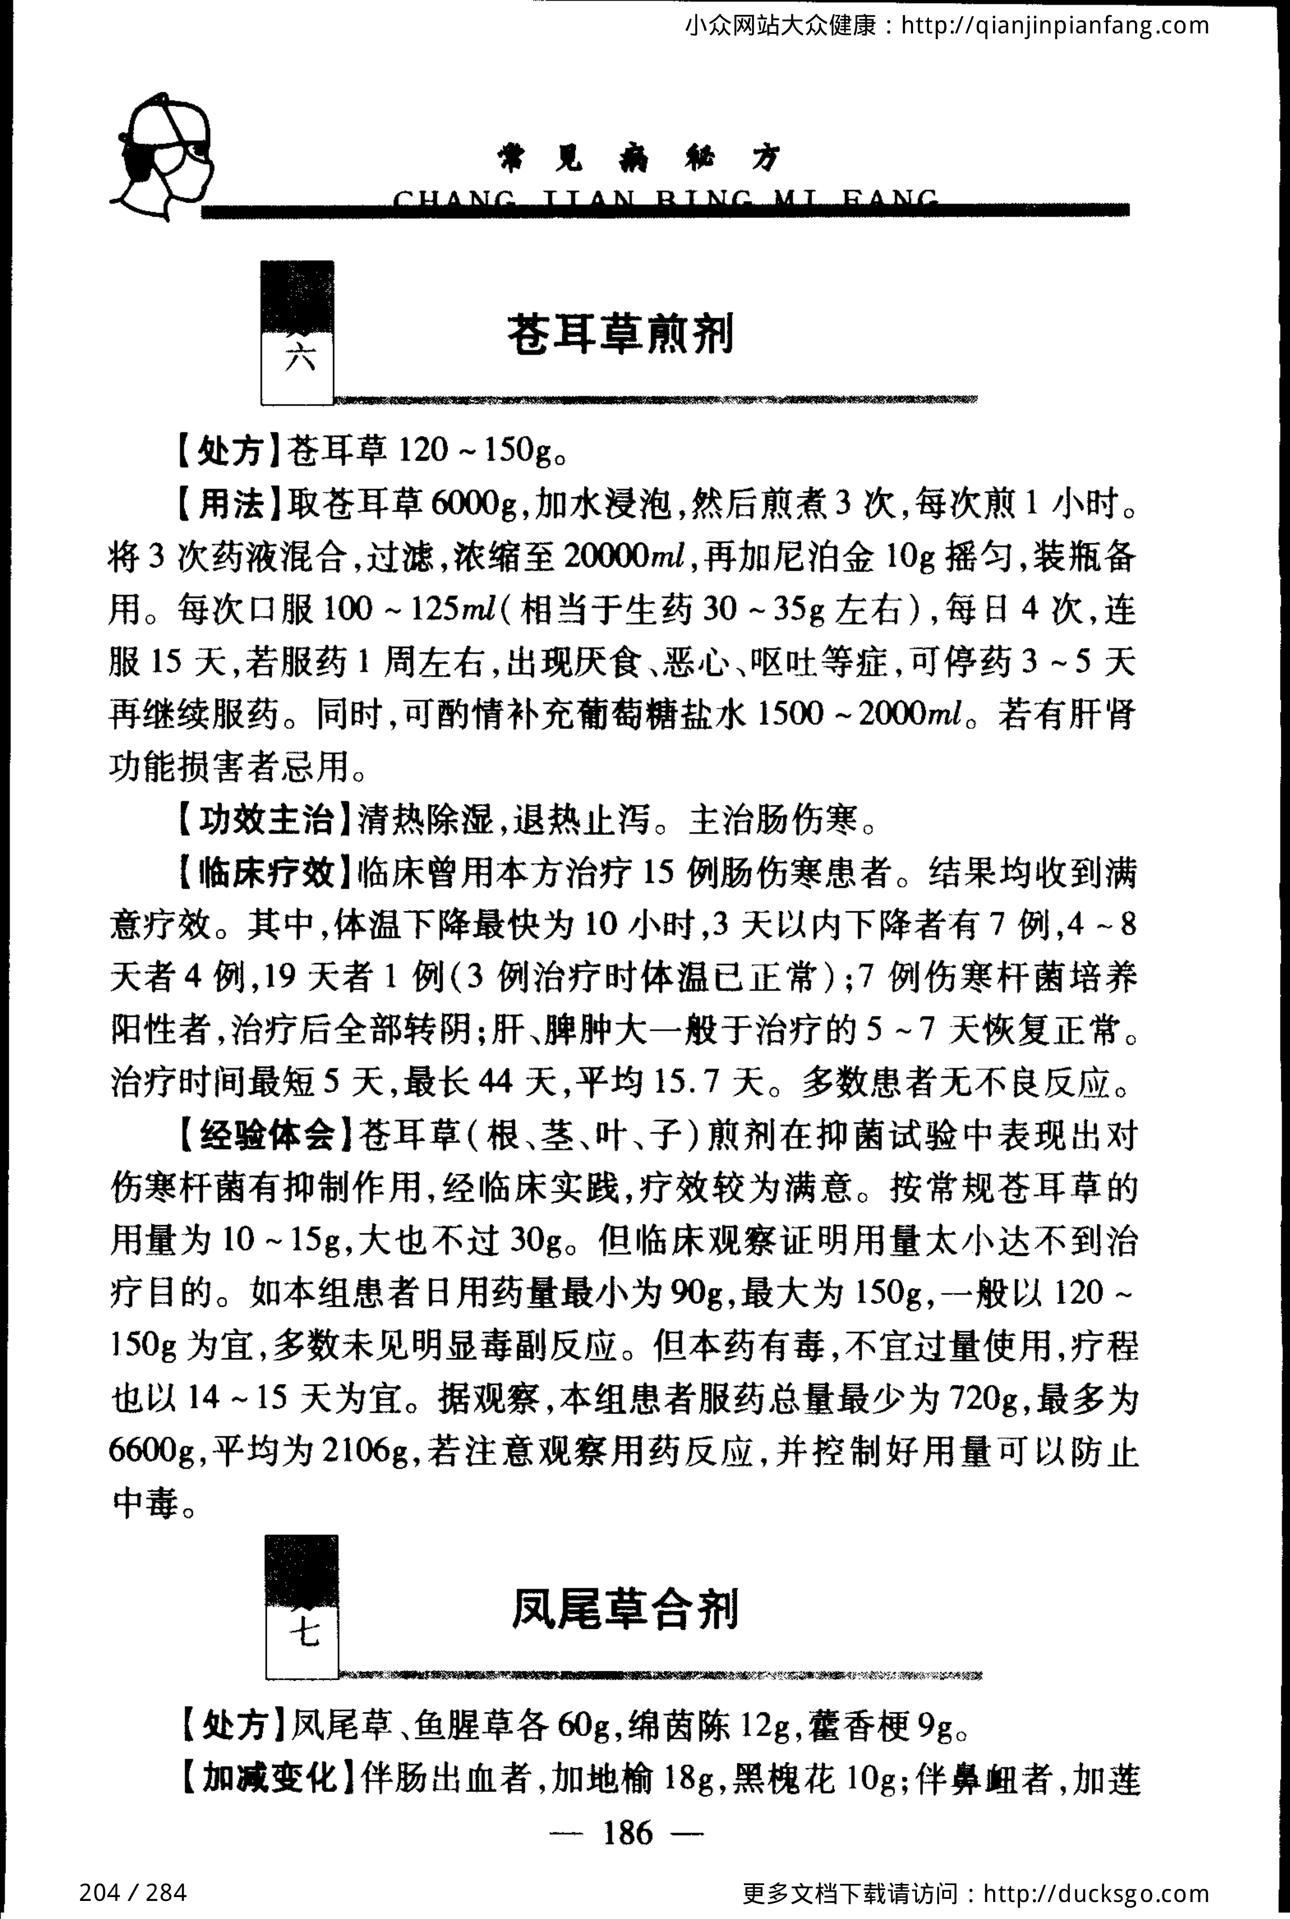 小众网站大众健康：http://qianjinpianfang.com
常见病秘方
CHANG JIAN BING MI FANG
六
苍耳草煎剂
【处方】苍耳草 120～150g。
【用法】取苍耳草 6000g,加水浸泡,然后煎煮 3 次,每次煎 1 小时。
将 3 次药液混合,过滤,浓缩至 20000ml,再加尼泊金 10g 摇匀,装瓶备
用。每次口服 100～125ml(相当于生药 30～35g 左右),每日 4 次,连
服 15 天,若服药 1 周左右,出现厌食、恶心、呕吐等症,可停药 3～5 天
再继续服药。同时,可酌情补充葡萄糖盐水 1500～2000ml。若有肝肾
功能损害者忌用。
【功效主治】清热除湿,退热止泻。主治肠伤寒。
【临床疗效】临床曾用本方治疗 15 例肠伤寒患者。结果均收到满
意疗效。其中,体温下降最快为 10 小时,3 天以内下降者有 7 例,4～8
天者 4 例,19 天者 1 例(3 例治疗时体温已正常);7 例伤寒杆菌培养
阳性者,治疗后全部转阴;肝、脾肿大一般于治疗的 5～7 天恢复正常。
治疗时间最短 5 天,最长 44 天,平均 15.7 天。多数患者无不良反应。
【经验体会】苍耳草(根、茎、叶、子)煎剂在抑菌试验中表现出对
伤寒杆菌有抑制作用,经临床实践,疗效较为满意。按常规苍耳草的
用量为 10～15g,大也不过 30g。但临床观察证明用量太小达不到治
疗目的。如本组患者日用药量最小为 90g,最大为 150g,一般以 120～
150g 为宜,多数未见明显毒副反应。但本药有毒,不宜过量使用,疗程
也以 14～15 天为宜。据观察,本组患者服药总量最少为 720g,最多为
6600g,平均为 2106g,若注意观察用药反应,并控制好用量可以防止
中毒。
七
凤尾草合剂
【处方】凤尾草、鱼腥草各 60g,绵茵陈 12g,藿香梗 9g。
【加减变化】伴肠出血者,加地榆 18g,黑槐花 10g;伴鼻衄者,加莲
— 186 —
204 / 284
更多文档下载请访问：http://ducksgo.com